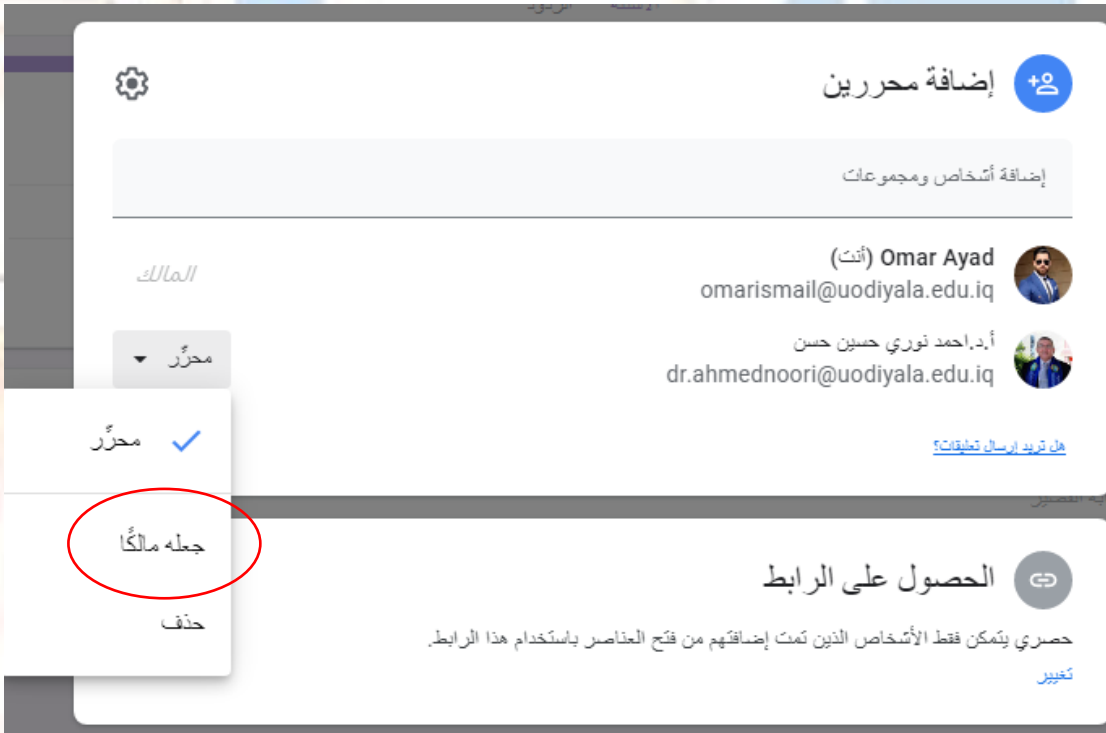 الأسئلة الردود
إضافة محررين
إضافة أشخاص ومجموعات
Omar Ayad (أنت)
المالك
omarismail@uodiyala.edu.iq
أ.د.احمد نوري حسين حسن
محرِّر
dr.ahmednoori@uodiyala.edu.iq
محرِّر
هل تريد إرسال تعليقات؟
جعله مالكًا
حذف
الحصول على الرابط
حصري يتمكن فقط الأشخاص الذين تمت إضافتهم من فتح العناصر باستخدام هذا الرابط.
تغيير